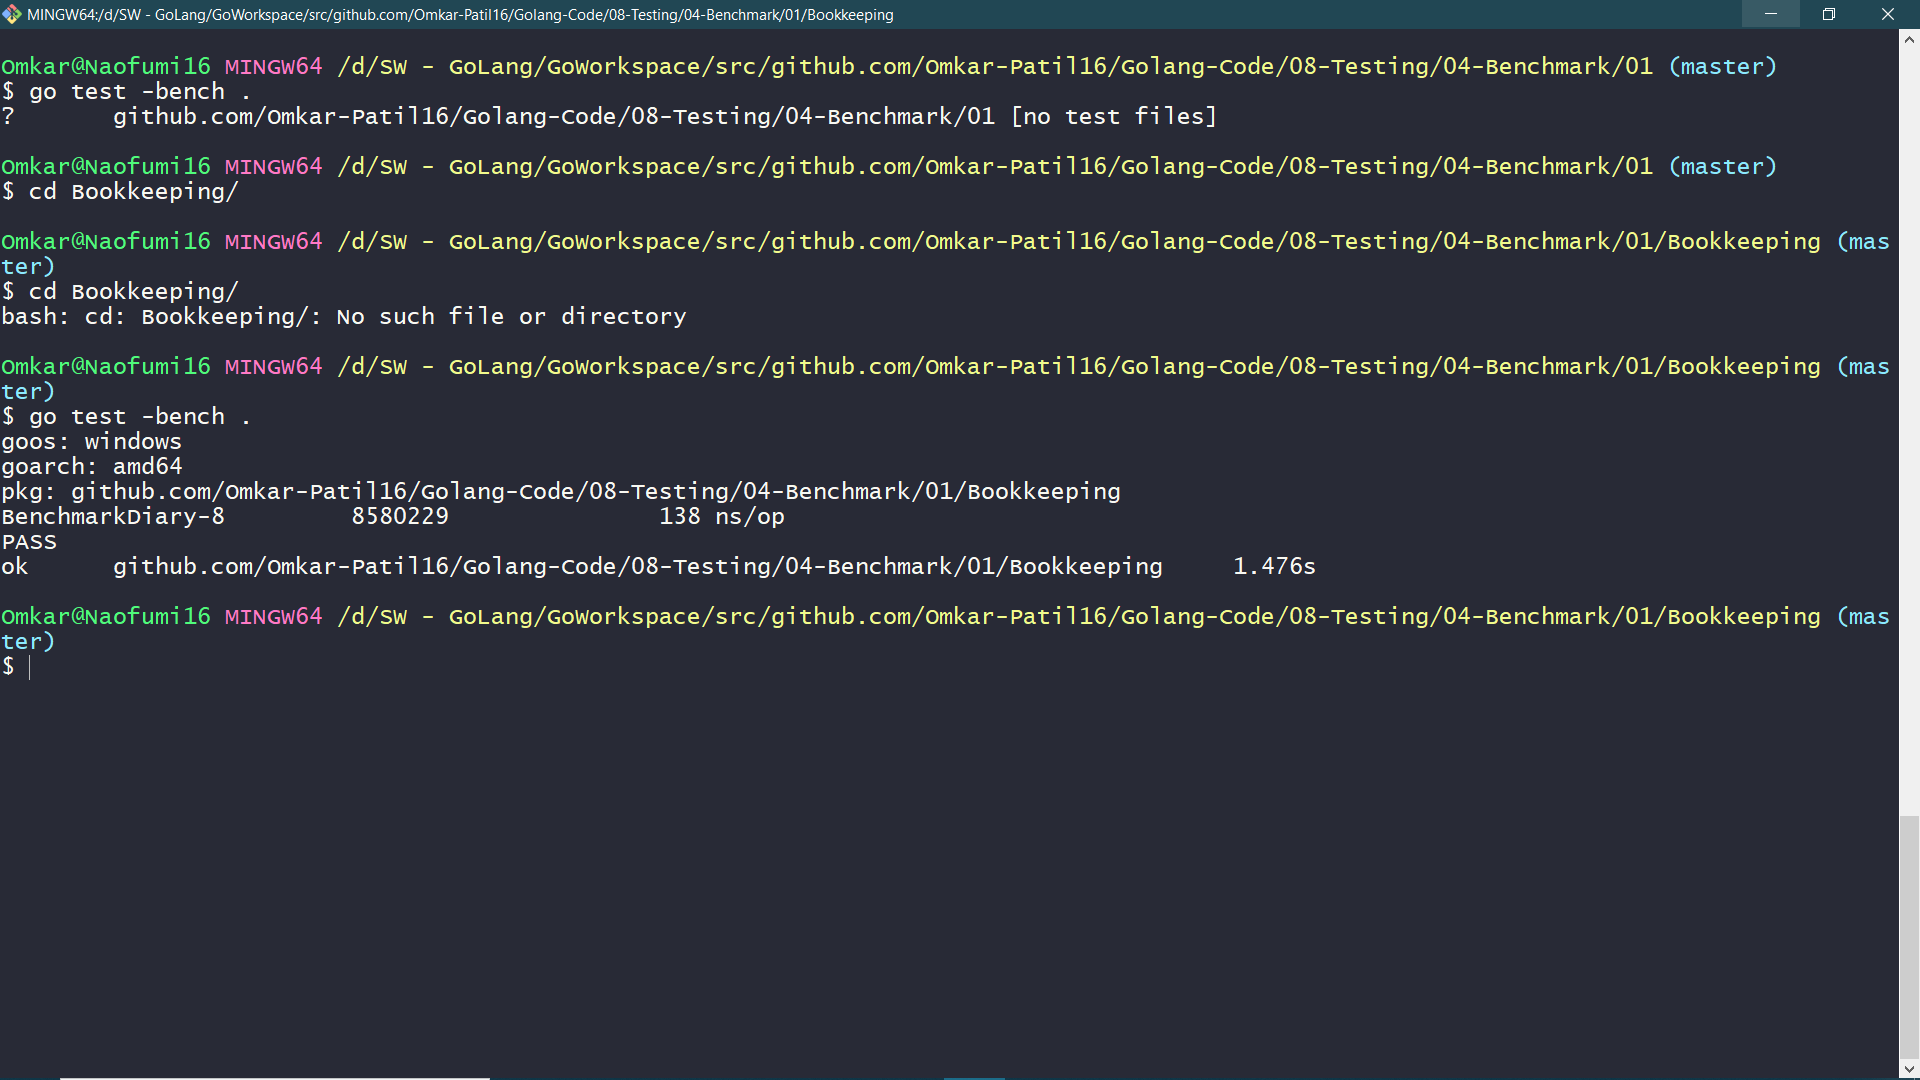 MINGW64:/d/SW - GoLang/GoWorkspace/src/github.com/Omkar-Patil16/Golang-Code/08-Testing/04-Benchmark/01/Bookkeeping
Omkar@Naofumi16 MINGW64 /d/SW - GoLang/GoWorkspace/src/github.com/Omkar-Patil16/Golang-Code/08-Testing/04-Benchmark/01 (master)
$ go test -bench .
?       github.com/Omkar-Patil16/Golang-Code/08-Testing/04-Benchmark/01 [no test files]
Omkar@Naofumi16 MINGW64 /d/SW - GoLang/GoWorkspace/src/github.com/Omkar-Patil16/Golang-Code/08-Testing/04-Benchmark/01 (master)
$ cd Bookkeeping/
Omkar@Naofumi16 MINGW64 /d/SW - GoLang/GoWorkspace/src/github.com/Omkar-Patil16/Golang-Code/08-Testing/04-Benchmark/01/Bookkeeping (mas
ter)
$ cd Bookkeeping/
bash: cd: Bookkeeping/: No such file or directory
Omkar@Naofumi16 MINGW64 /d/SW - GoLang/GoWorkspace/src/github.com/Omkar-Patil16/Golang-Code/08-Testing/04-Benchmark/01/Bookkeeping (mas
ter)
$ go test -bench .
goos: windows
goarch: amd64
pkg: github.com/Omkar-Patil16/Golang-Code/08-Testing/04-Benchmark/01/Bookkeeping
BenchmarkDiary-8         8580229               138 ns/op
PASS
ok      github.com/Omkar-Patil16/Golang-Code/08-Testing/04-Benchmark/01/Bookkeeping     1.476s
Omkar@Naofumi16 MINGW64 /d/SW - GoLang/GoWorkspace/src/github.com/Omkar-Patil16/Golang-Code/08-Testing/04-Benchmark/01/Bookkeeping (mas
ter)
$